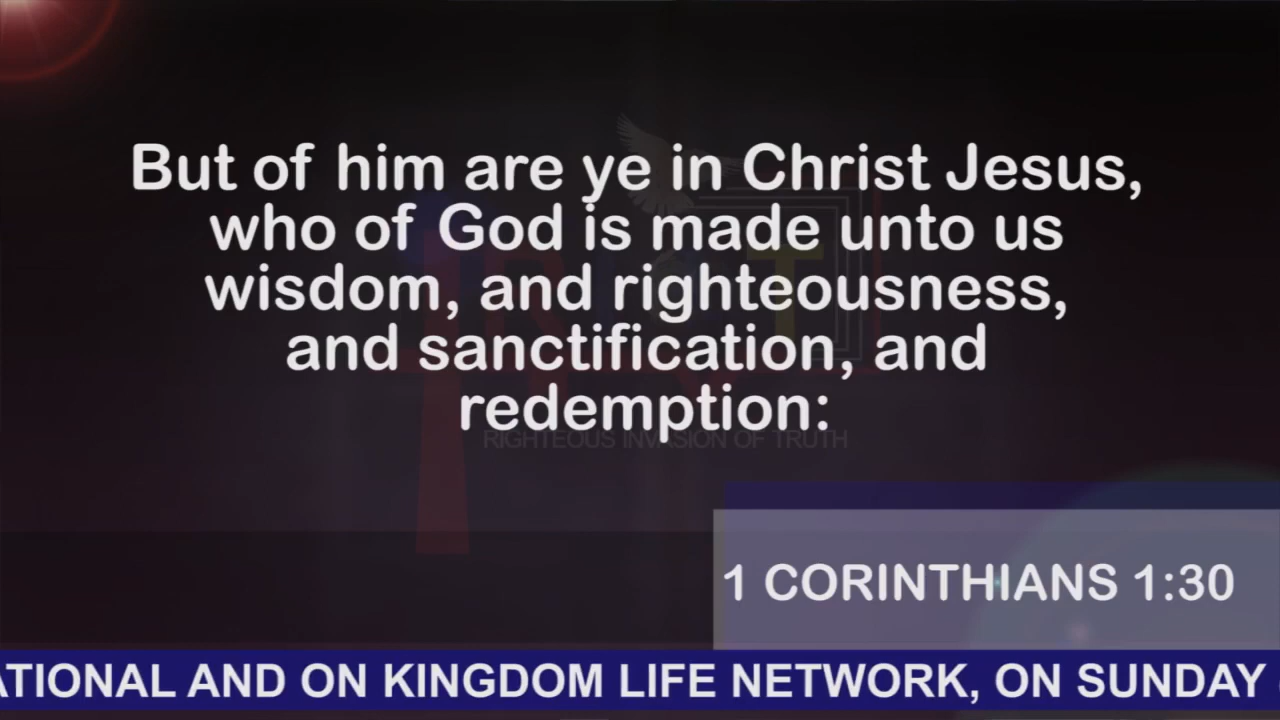 But of him are ye in Christ Jesus,
who of God is made unto us
wisdom, and righteousness,
and sanctification, and
redemption:
RIGHTEOUS INVASION OF TRUTH
1 CORINTHIANS 1:30
ATIONAL AND ON KINGDOM LIFE NETWORK, ON SUNDAY